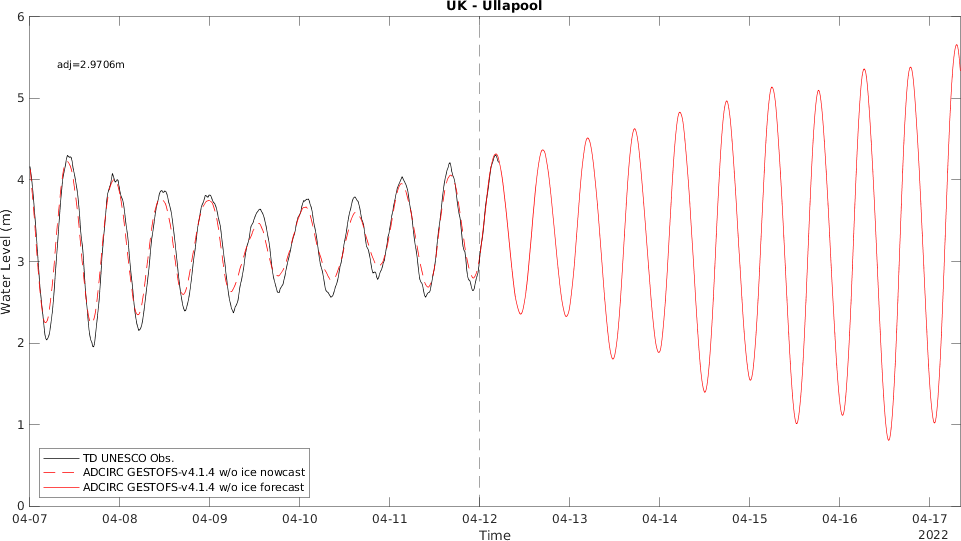 UK - Ullapool
adj=2.9706m
Water Level (m)
6
5
4
3
2
1
0
TD UNESCO Obs.
ADCIRC GESTOFS-v4.1.4 w/o ice nowcast
ADCIRC GESTOFS-v4.1.4 w/o ice forecast
04-07 04-08 04-09 04-10 04-11 04-12 04-13 04-14 04-15 04-16 04-17
Time
2022